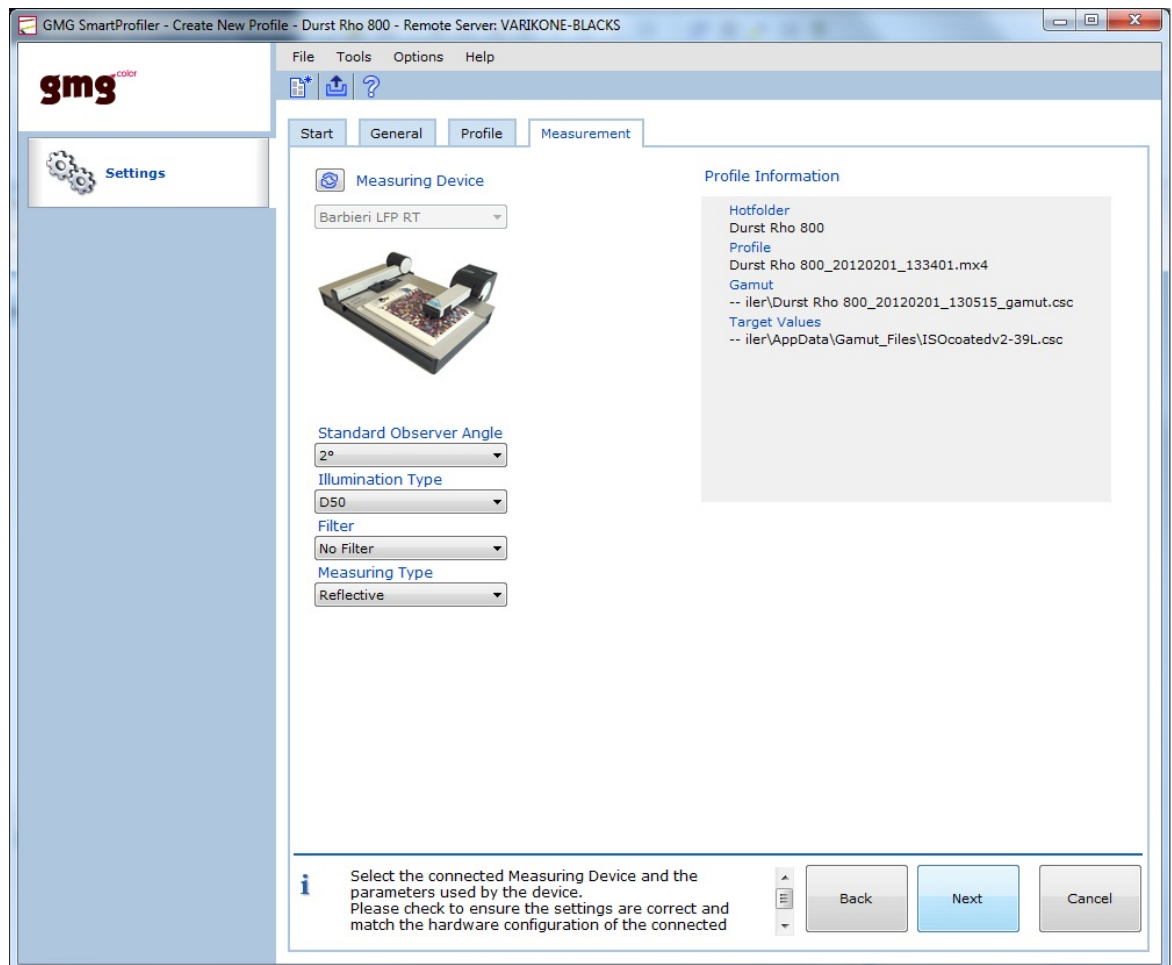 GMG SmartProfiler - Create New Profile - Durst Rho 800 - Remote Server: VARIKONE-BLACKS
gmg color
File Tools Options Help
Settings
Start General Profile Measurement
Measuring Device
Barbieri LFP RT
Standard Observer Angle
2°
Illumination Type
D50
Filter
No Filter
Measuring Type
Reflective
Profile Information
Hotfolder
Durst Rho 800
Profile
Durst Rho 800_20120201_133401.mx4
Gamut
-- iler\Durst Rho 800_20120201_130515_gamut.csc
Target Values
-- iler\AppData\Gamut_Files\ISOcoatedv2-39L.csc
Select the connected Measuring Device and the
parameters used by the device.
Please check to ensure the settings are correct and
match the hardware configuration of the connected
Back Next Cancel